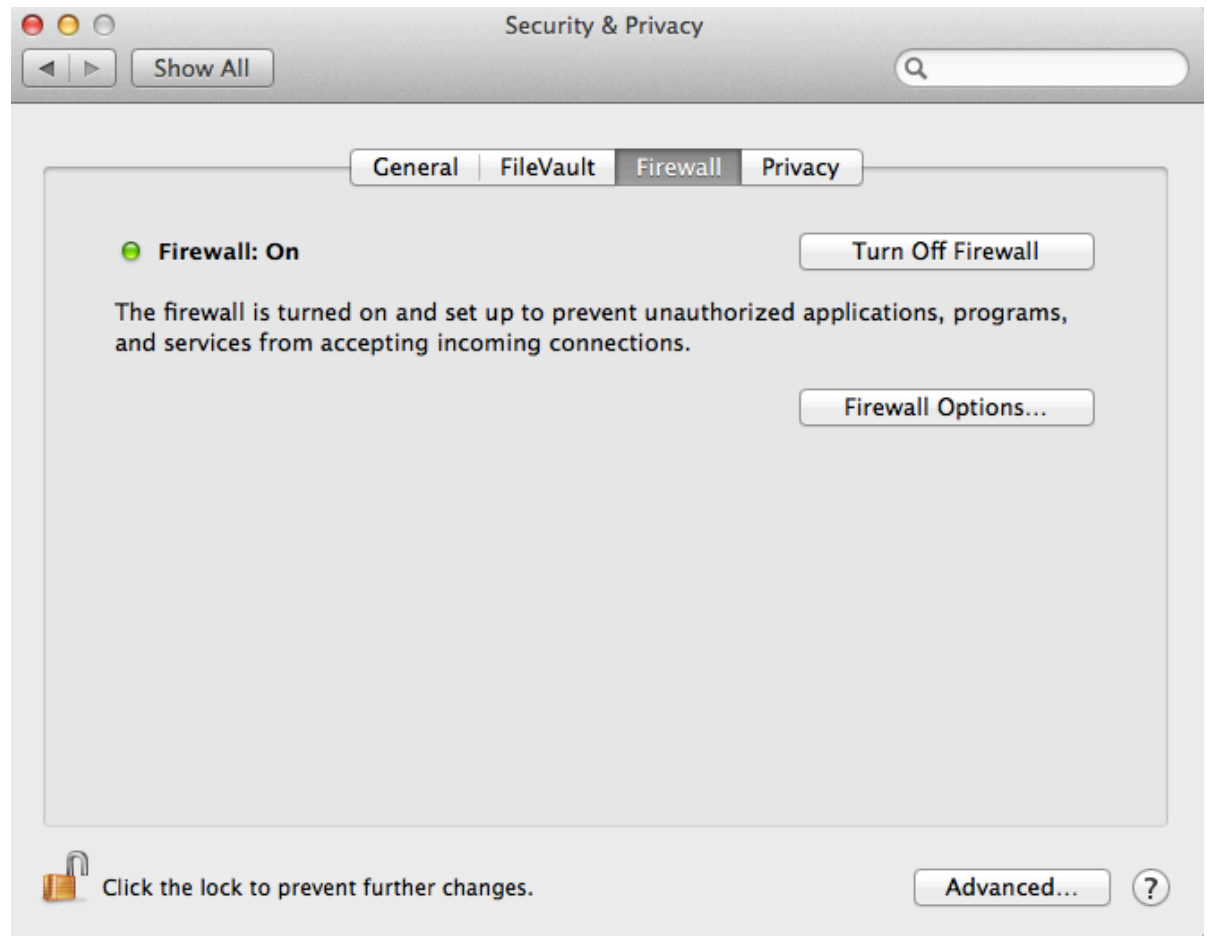 Security & Privacy
Show All
General FileVault Firewall Privacy
Firewall: On Turn Off Firewall
The firewall is turned on and set up to prevent unauthorized applications, programs,
and services from accepting incoming connections.
Firewall Options...
Click the lock to prevent further changes. Advanced... ?